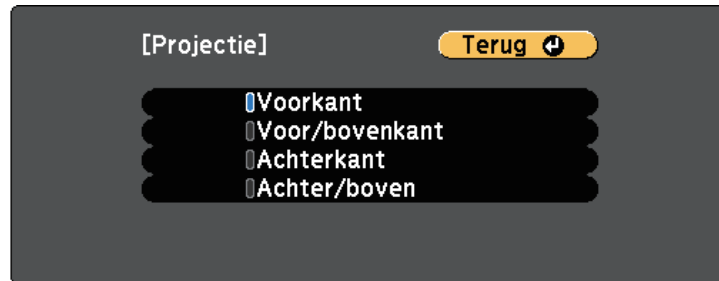 [Projectie] Terug
Voorkant
Voor/bovenkant
Achterkant
Achter/boven